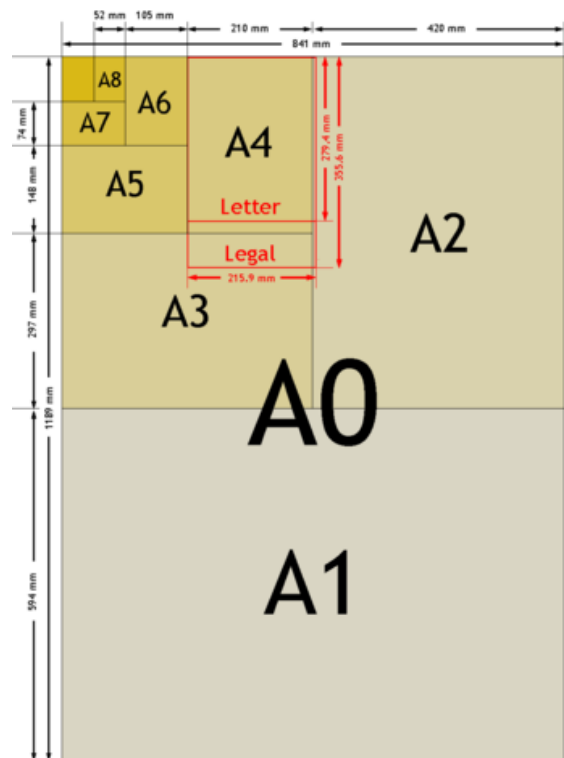 52 mm 105 mm 210 mm 420 mm
841 mm
A8
A6
A7
A4
A5
74 mm
148 mm
279.4 mm
355.6 mm
Letter
Legal
215.9 mm
A2
A3
297 mm
1189 mm
A0
A1
594 mm